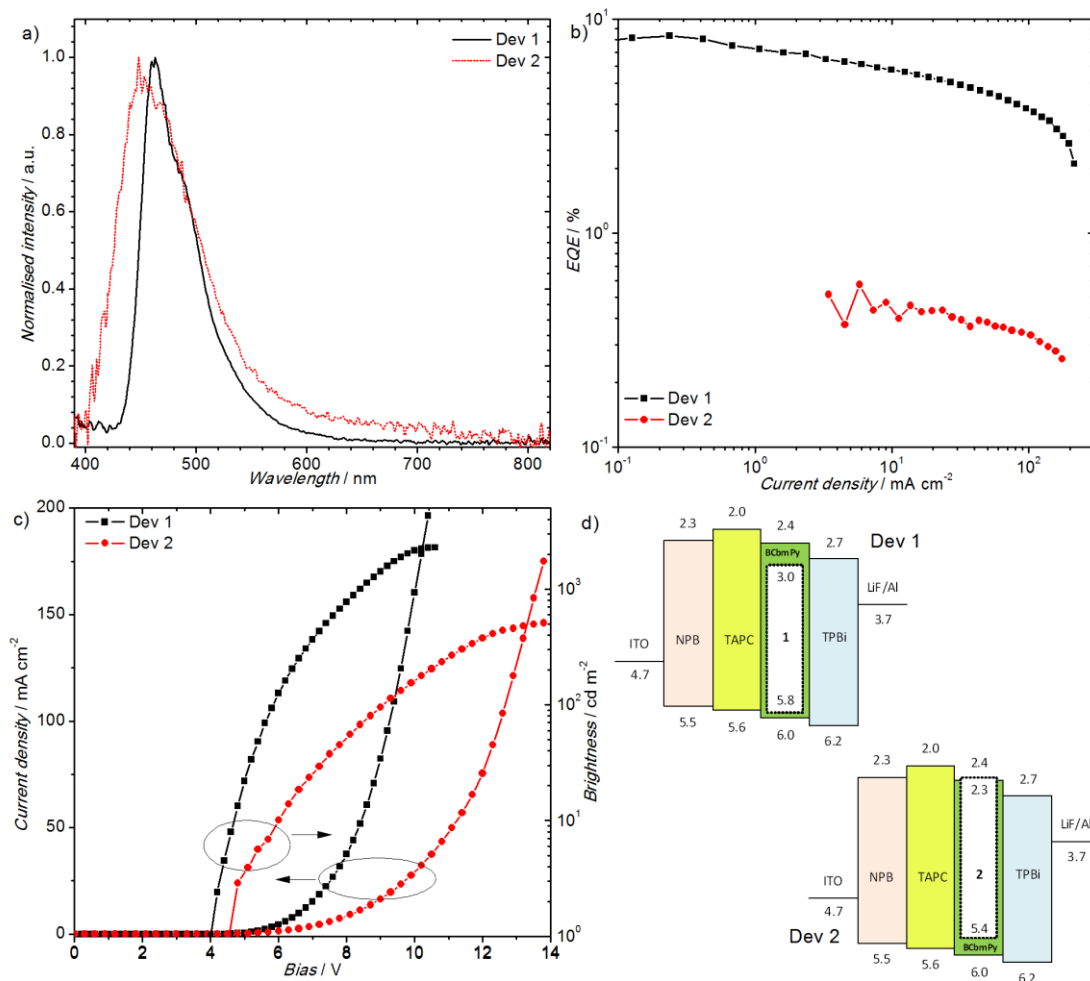 a)
Dev 1
Dev 2
1.0
0.8
0.6
0.4
0.2
0.0
Normalised intensity / a.u.
400 500 600 700 800
Wavelength / nm
b)
10^1
10^0
10^-1
EQE / %
Dev 1
Dev 2
10^-1 10^0 10^1 10^2
Current density / mA cm^-2
c)
Dev 1
Dev 2
200
150
100
50
0
Current density / mA cm^-2
10^3
10^2
10^1
10^0
Brightness / cd m^-2
0 2 4 6 8 10 12 14
Bias / V
d)
Dev 1
2.3 2.0 2.4 2.7
BCbmPy
3.0
LiF/Al
3.7
ITO
4.7
NPB TAPC 1 TPBi
5.8
5.5 5.6 6.0 6.2
2.3 2.0 2.4 2.7
2.3
LiF/Al
3.7
ITO
4.7
NPB TAPC 2 TPBi
5.4
BCbmPy
Dev 2
5.5 5.6 6.0 6.2